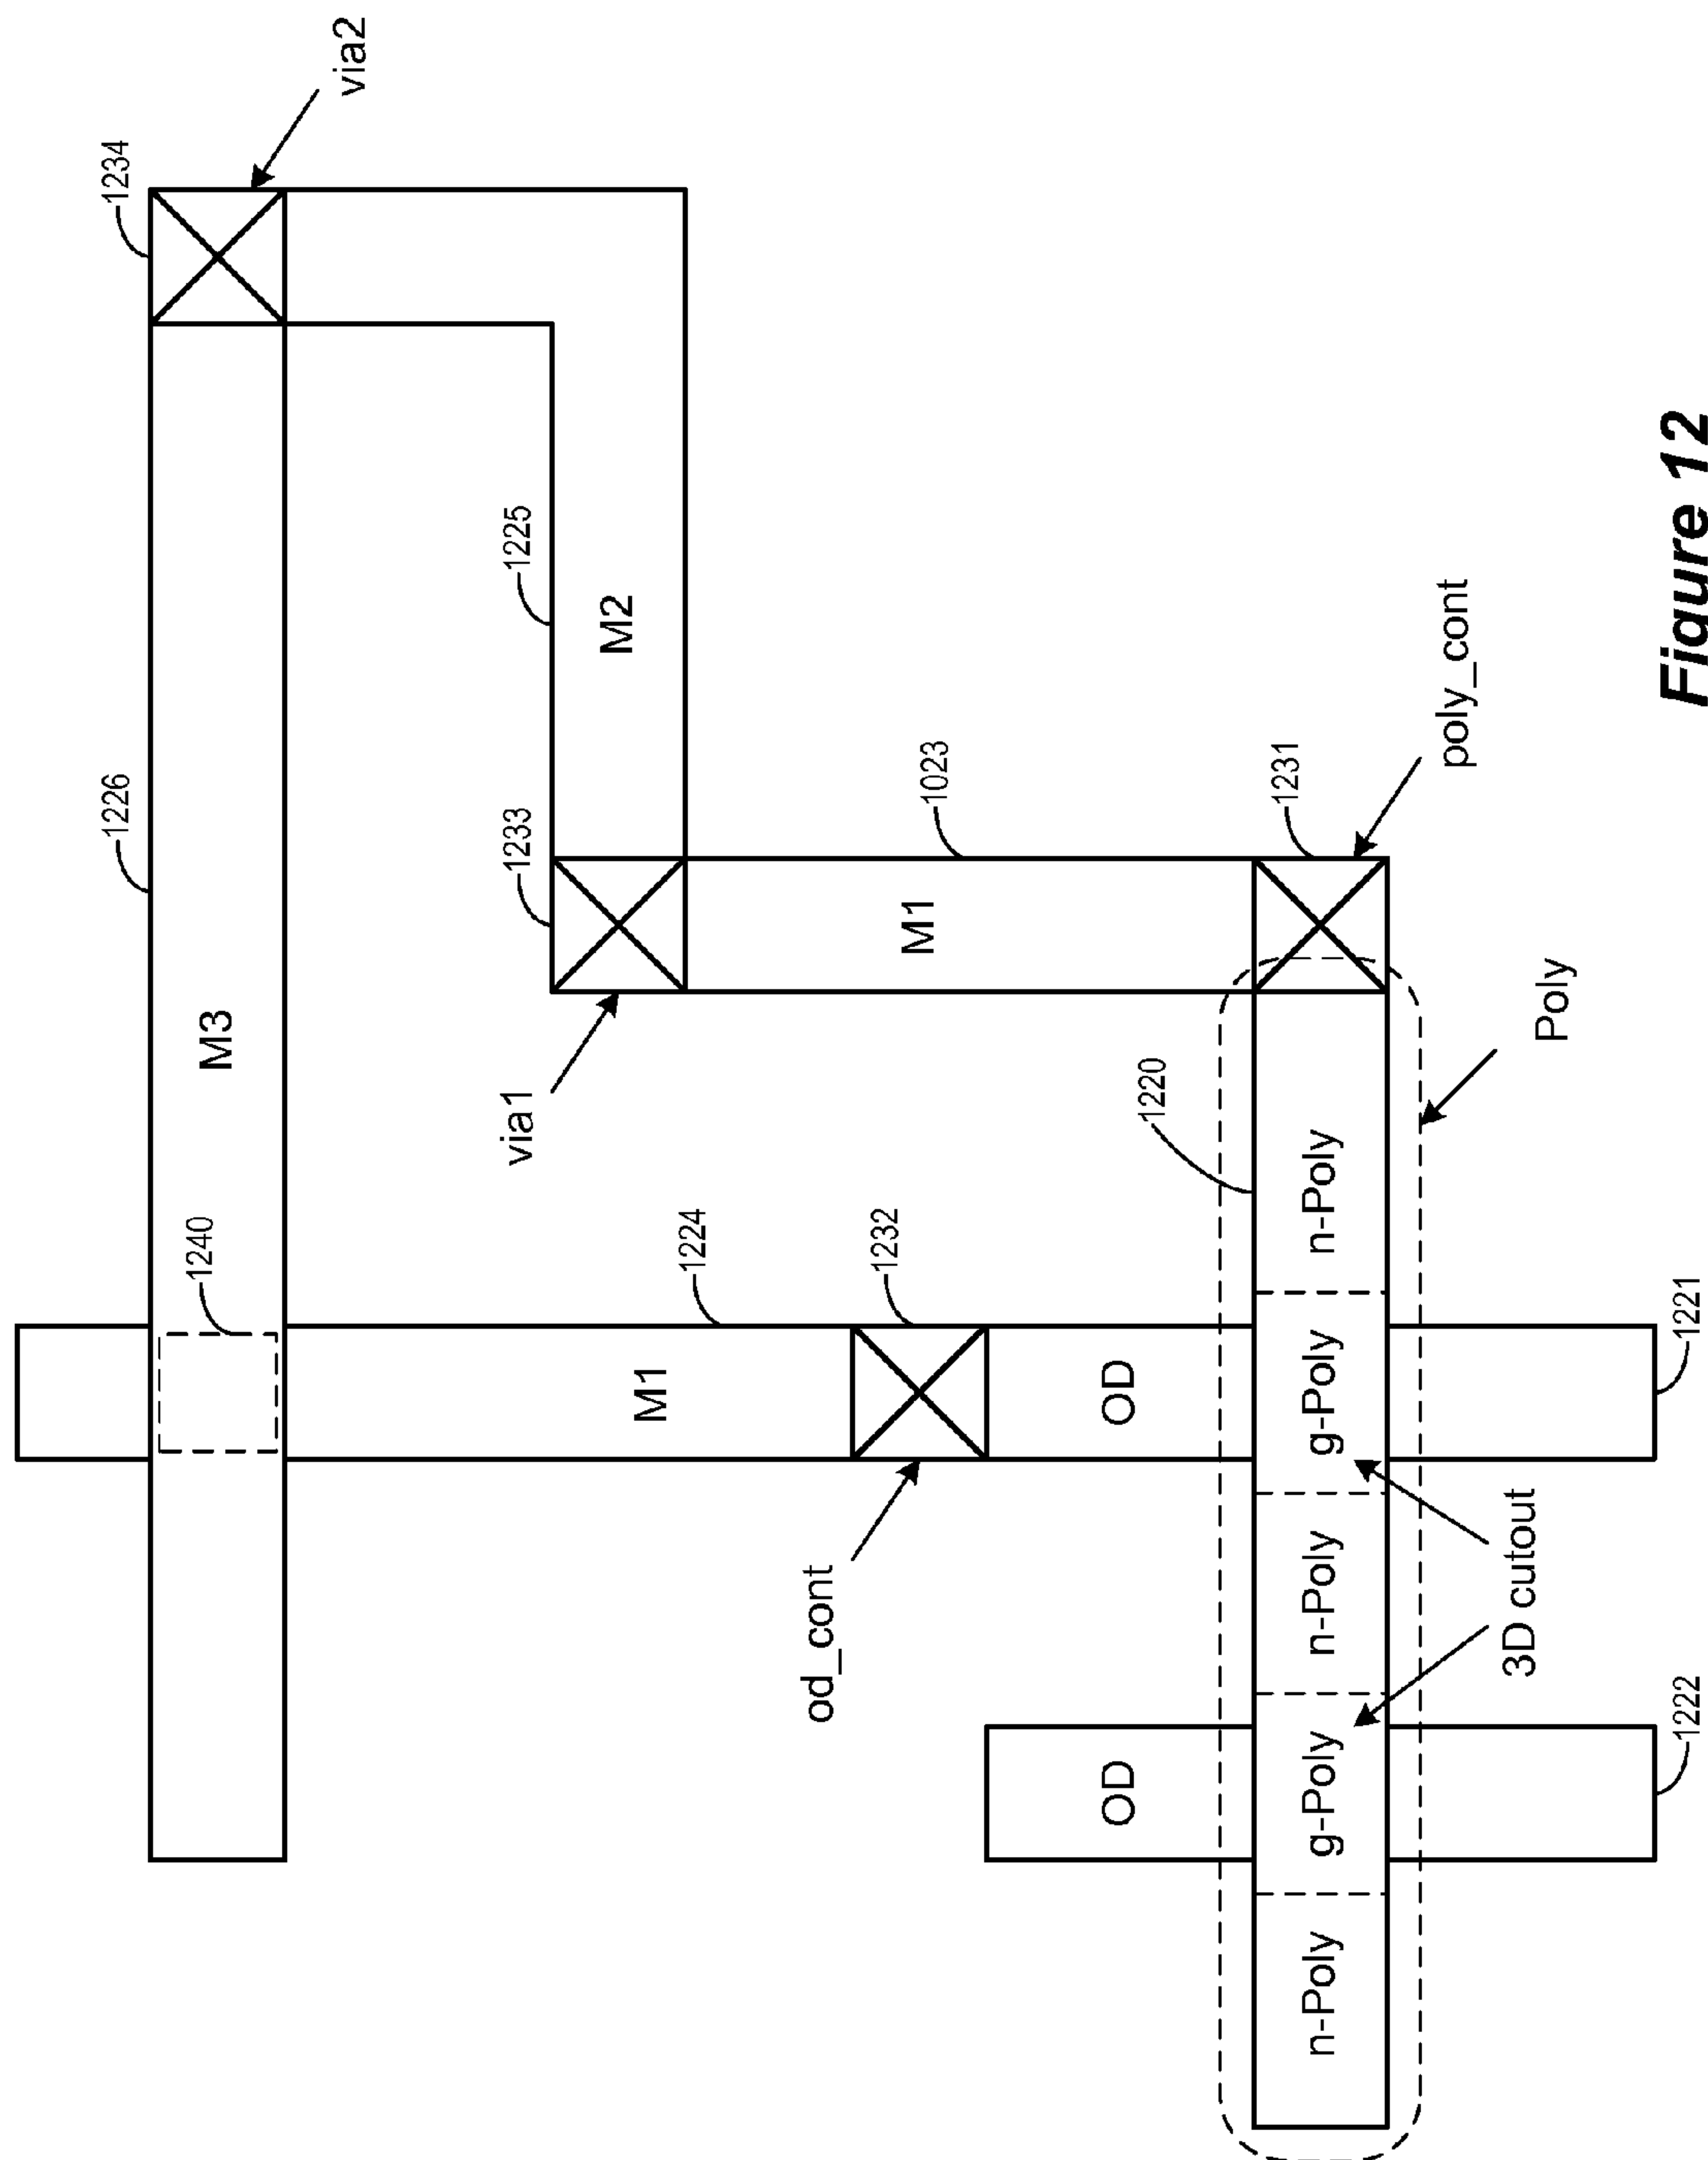 1226
1234
1240
M3
via2
via1
1233
1225
M2
M1
1224
od_cont
1232
M1
1023
OD
OD
1220
1231
n-Poly
g-Poly
n-Poly
g-Poly
n-Poly
poly_cont
3D cutout
Poly
1222
1221
Figure 12